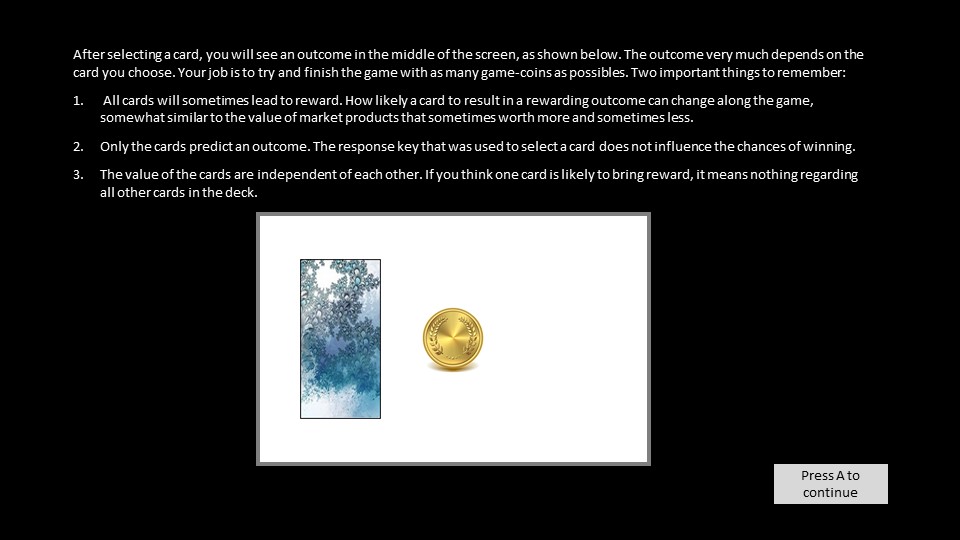 After selecting a card, you will see an outcome in the middle of the screen, as shown below. The outcome very much depends on the
card you choose. Your job is to try and finish the game with as many game-coins as possibles. Two important things to remember:
1. All cards will sometimes lead to reward. How likely a card to result in a rewarding outcome can change along the game,
somewhat similar to the value of market products that sometimes worth more and sometimes less.
2. Only the cards predict an outcome. The response key that was used to select a card does not influence the chances of winning.
3. The value of the cards are independent of each other. If you think one card is likely to bring reward, it means nothing regarding
all other cards in the deck.
Press A to
continue